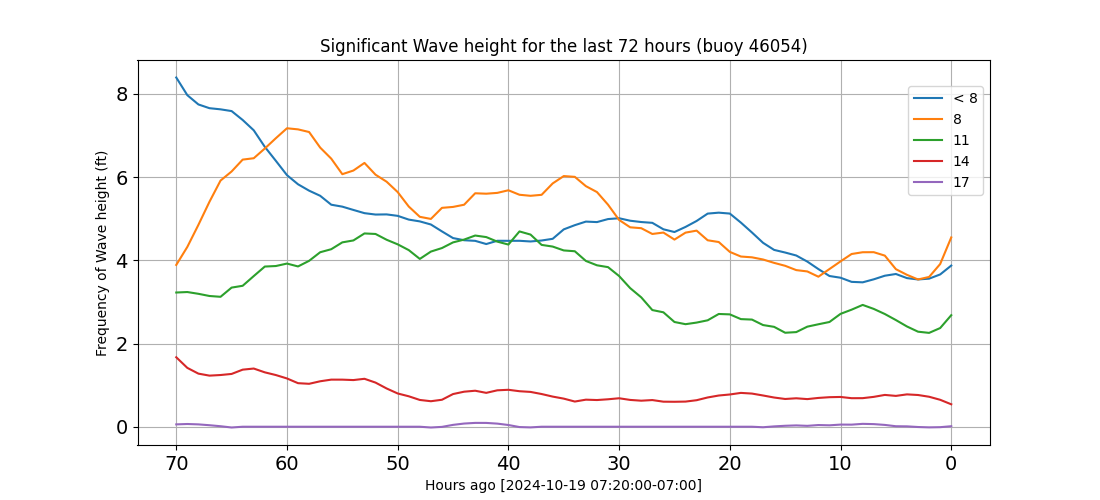 Significant Wave height for the last 72 hours (buoy 46054)
Frequency of Wave height (ft)
8
6
4
2
0
< 8
8
11
14
17
70 60 50 40 30 20 10 0
Hours ago [2024-10-19 07:20:00-07:00]